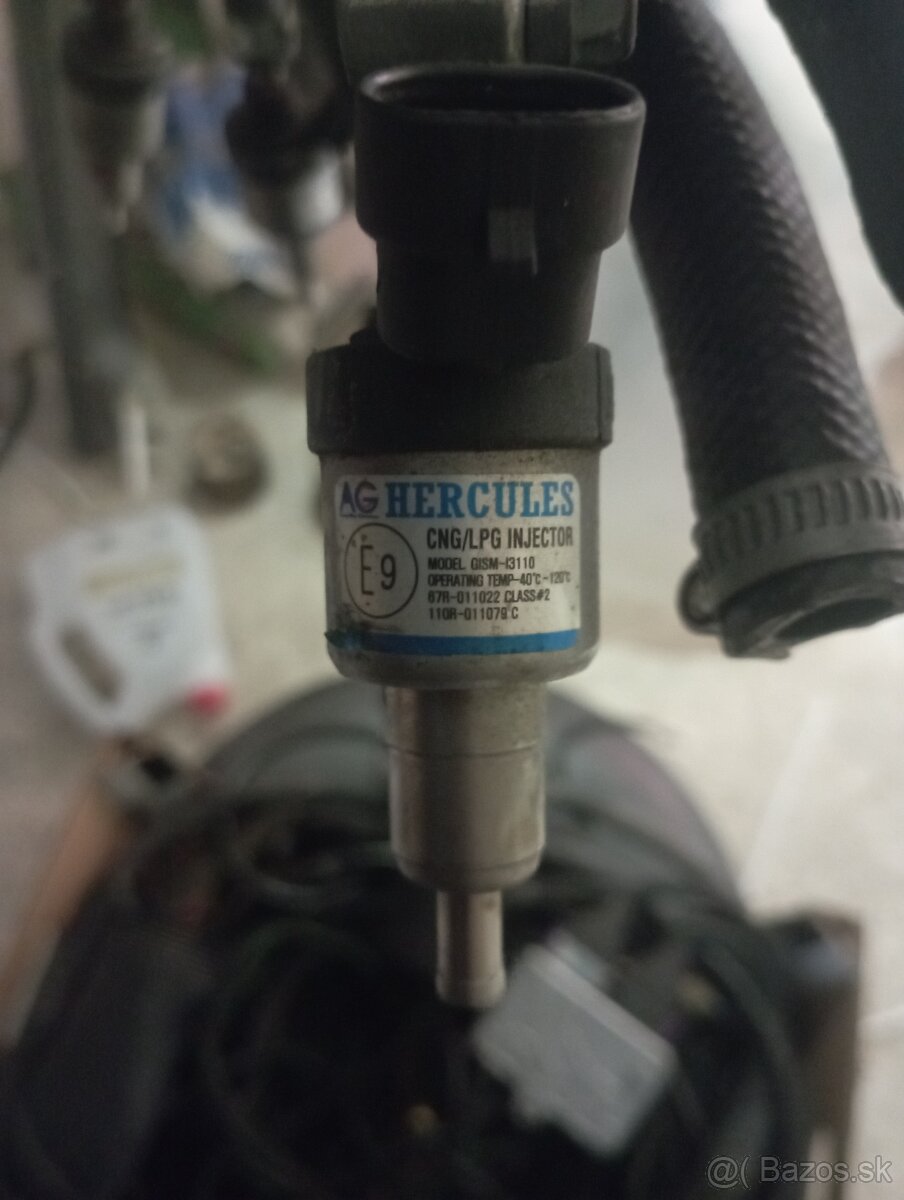 AG HERCULES
E9
CNG/LPG INJECTOR
MODEL GISM-I3110
OPERATING TEMP-40°C~120°C
67R-011022 CLASS#2
110R-011079 C
@( Bazos.sk